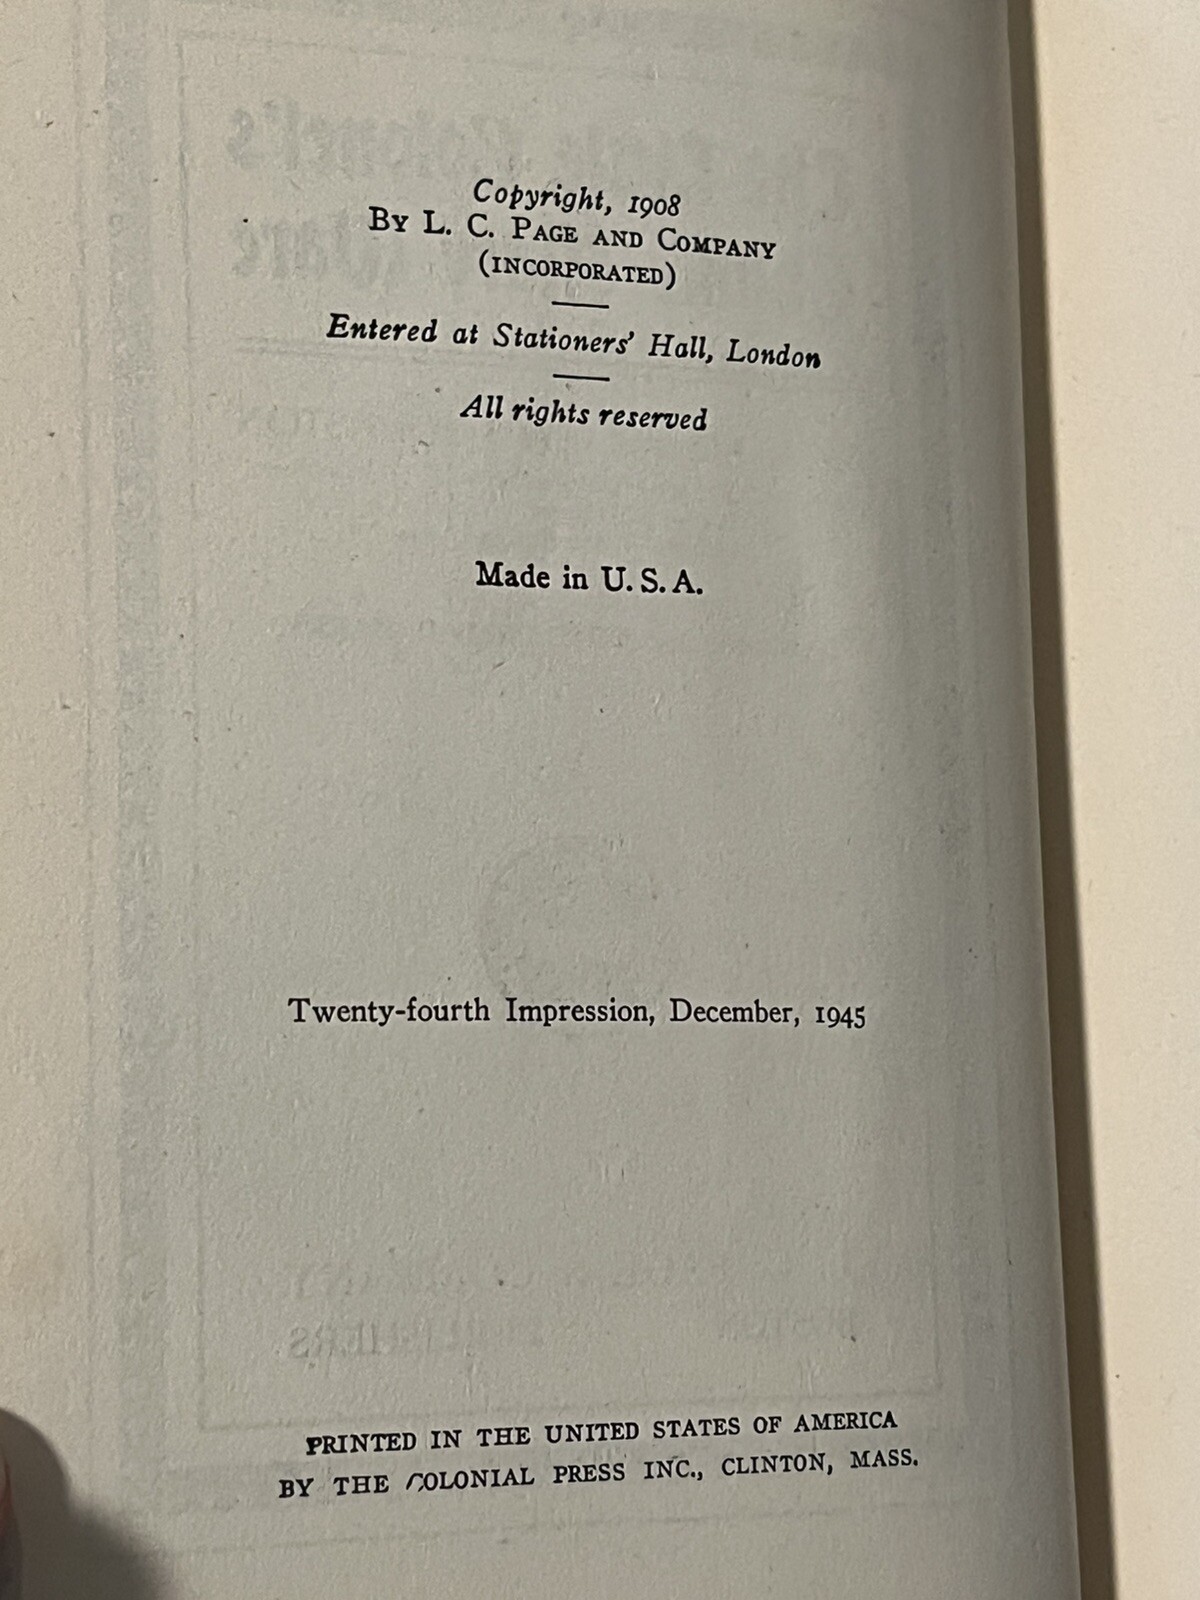 Copyright, 1908
BY L. C. PAGE AND COMPANY
(INCORPORATED)
Entered at Stationers' Hall, London
All rights reserved
Made in U. S. A.
Twenty-fourth Impression, December, 1945
PRINTED IN THE UNITED STATES OF AMERICA
BY THE COLONIAL PRESS INC., CLINTON, MASS.